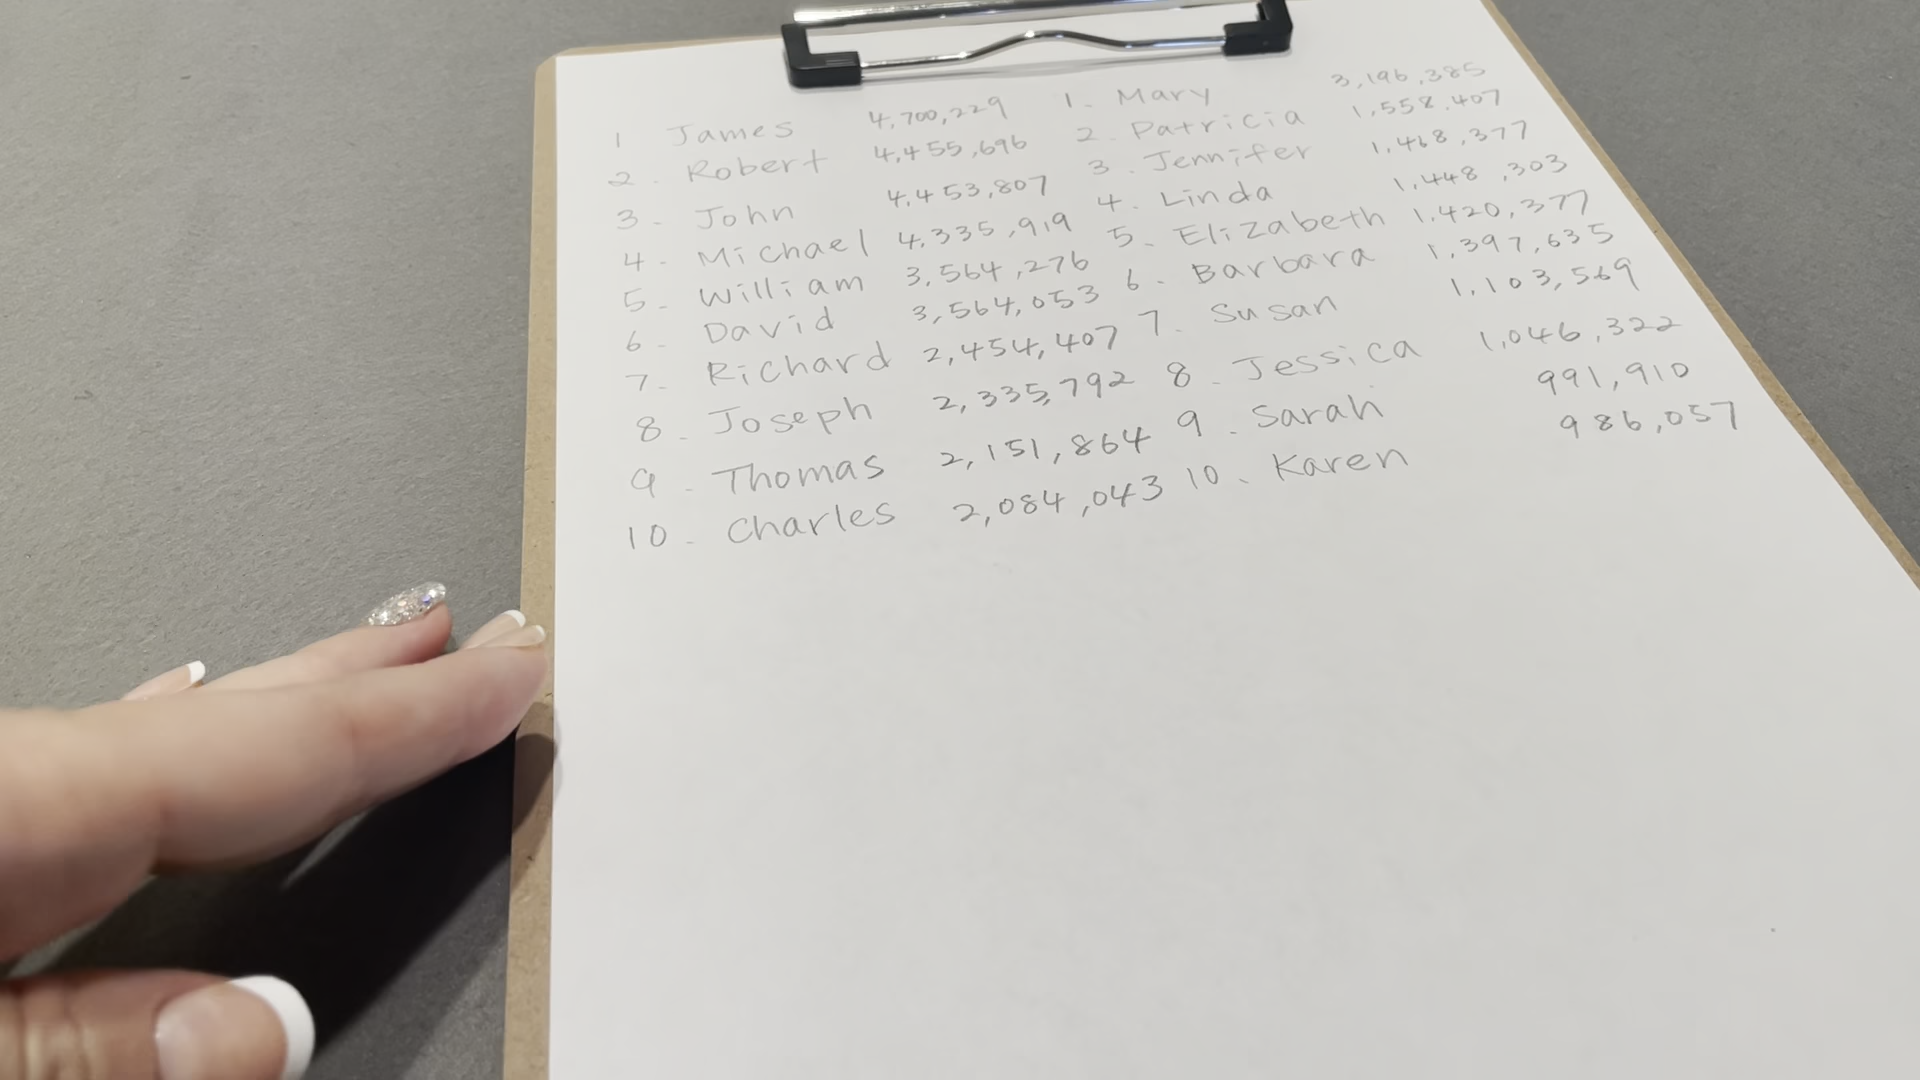 1 James 4,700,229 1. Mary 3,196,385
2. Robert 4,455,696 2. Patricia 1,558,407
3. John 4,453,807 3. Jennifer 1,468,377
4. Michael 4,335,919 4. Linda 1,448,303
5. William 3,564,276 5. Elizabeth 1,420,377
6. David 3,564,053 6. Barbara 1,397,635
7. Richard 2,454,407 7. Susan 1,103,569
8. Joseph 2,335,792 8. Jessica 1,046,322
9. Thomas 2,151,864 9. Sarah 991,910
10. Charles 2,084,043 10. Karen 986,057